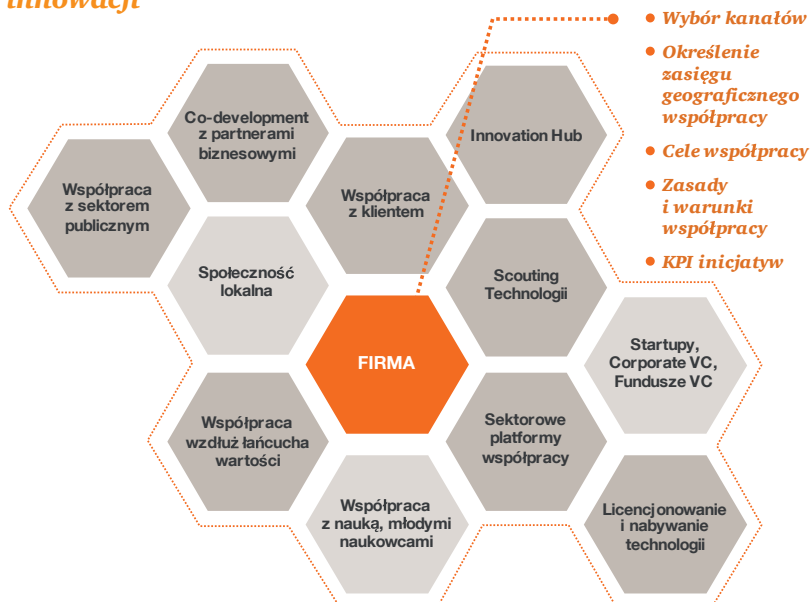 innowacji
Wybór kanałów
Określenie
zasięgu
geograficznego
współpracy
Cele współpracy
Zasady
i warunki
współpracy
KPI inicjatyw
Co-development
z partnerami
biznesowymi
Innovation Hub
Współpraca
z sektorem
publicznym
Współpraca
z klientem
Społeczność
lokalna
Scouting
Technologii
FIRMA
Startupy,
Corporate VC,
Fundusze VC
Współpraca
wzdłuż łańcucha
wartości
Sektorowe
platformy
współpracy
Współpraca
z nauką, młodymi
naukowcami
Licencjonowanie
i nabywanie
technologii